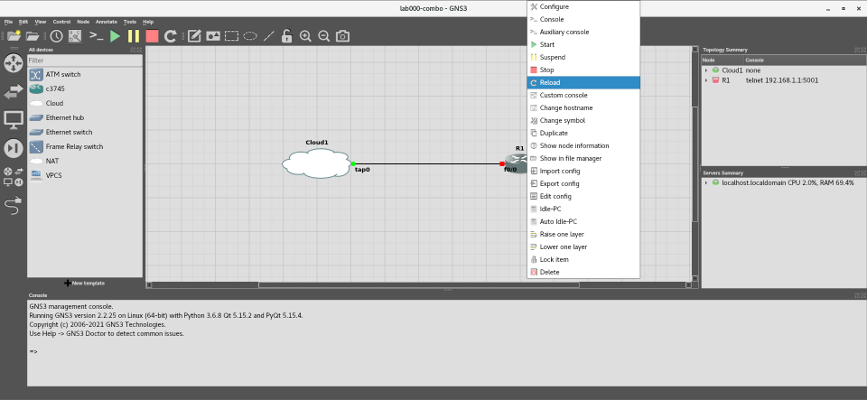 lab000-combo - GNS3
File Edit View Control Node Annotate Tools Help
All devices
Filter
ATM switch
c3745
Cloud
Ethernet hub
Ethernet switch
Frame Relay switch
NAT
VPCS
New template
Cloud1
tap0
R1
f0/0
Configure
Console
Auxiliary console
Start
Suspend
Stop
Reload
Custom console
Change hostname
Change symbol
Duplicate
Show node information
Show in file manager
Import config
Export config
Edit config
Idle-PC
Auto Idle-PC
Raise one layer
Lower one layer
Lock item
Delete
Topology Summary
Node Console
Cloud1 none
R1 telnet 192.168.1.1:5001
Servers Summary
localhost.localdomain CPU 2.0%, RAM 69.4%
Console
GNS3 management console.
Running GNS3 version 2.2.25 on Linux (64-bit) with Python 3.6.8 Qt 5.15.2 and PyQt 5.15.4.
Copyright (c) 2006-2021 GNS3 Technologies.
Use Help -> GNS3 Doctor to detect common issues.
=>